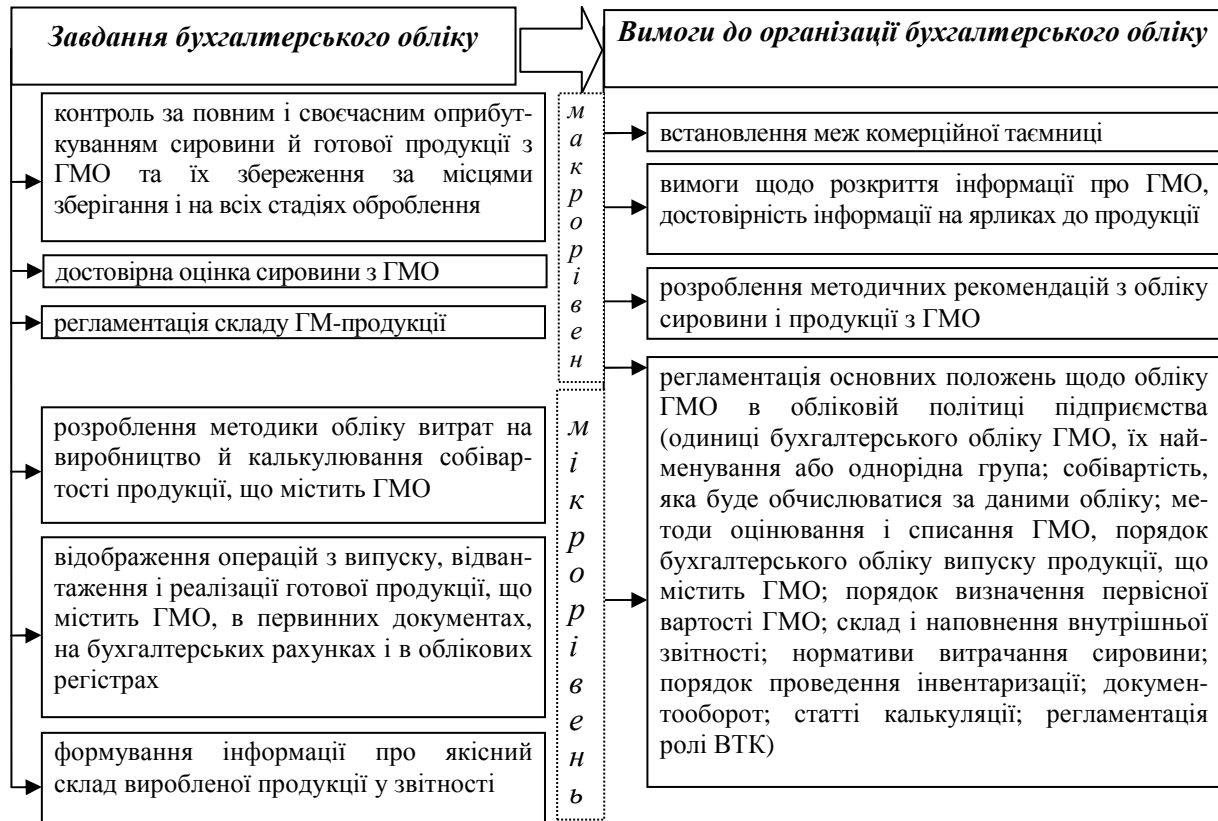 Завдання бухгалтерського обліку
Вимоги до організації бухгалтерського обліку
контроль за повним і своєчасним оприбут-
куванням сировини й готової продукції з
ГМО та їх збереження за місцями
зберігання і на всіх стадіях оброблення
достовірна оцінка сировини з ГМО
регламентація складу ГМ-продукції
розроблення методики обліку витрат на
виробництво й калькулювання собівар-
тості продукції, що містить ГМО
відображення операцій з випуску, відван-
таження і реалізації готової продукції, що
містить ГМО, в первинних документах,
на бухгалтерських рахунках і в облікових
регістрах
формування інформації про якісний
склад виробленої продукції у звітності
макрорівен
мікрорівень
встановлення меж комерційної таємниці
вимоги щодо розкриття інформації про ГМО,
достовірність інформації на ярликах до продукції
розроблення методичних рекомендацій з обліку
сировини і продукції з ГМО
регламентація основних положень щодо обліку
ГМО в обліковій політиці підприємства
(одиниці бухгалтерського обліку ГМО, їх най-
менування або однорідна група; собівартість,
яка буде обчислюватися за даними обліку; ме-
тоди оцінювання і списання ГМО, порядок
бухгалтерського обліку випуску продукції, що
містить ГМО; порядок визначення первісної
вартості ГМО; склад і наповнення внутрішньої
звітності; нормативи витрачання сировини;
порядок проведення інвентаризації; докумен-
тооборот; статті калькуляції; регламентація
ролі ВТК)